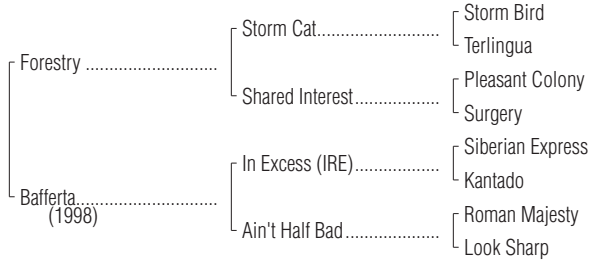 Storm Bird
Storm Cat
Terlingua
Forestry
Pleasant Colony
Shared Interest
Surgery
Siberian Express
In Excess (IRE)
Kantado
Bafferta
(1998)
Roman Majesty
Ain't Half Bad
Look Sharp